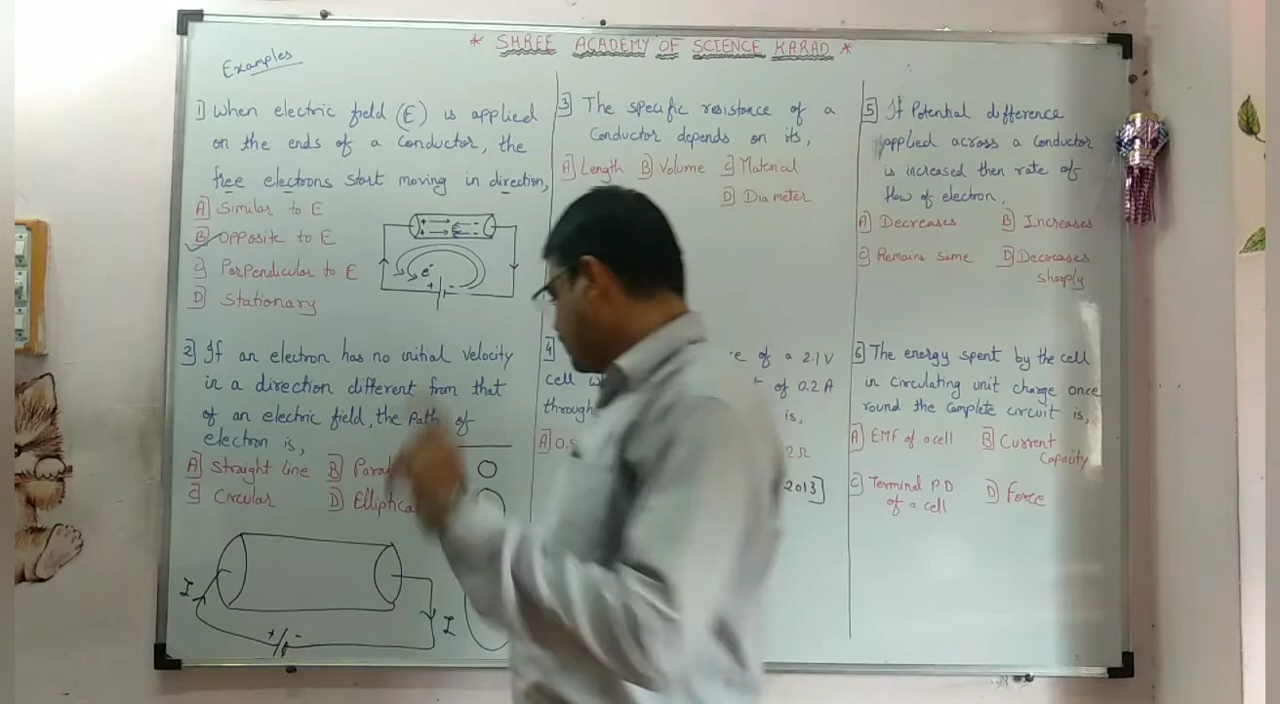 * SHREE ACADEMY OF SCIENCE KARAD *
Examples
1] When electric field (E) is applied
on the ends of a conductor, the
free electrons start moving in direction,
A] Similar to E
B] Opposite to E
C] Perpendicular to E
D] Stationary
+ - E
+ -
e-
+ -
2] If an electron has no initial velocity
in a direction different from that
of an electric field, the Path of
electron is,
A] Straight line B]
C] Circular D]
I + - I
3] The specific resistance of a
Conductor depends on its,
A] Length B] Volume C] Material
D] Diameter
4] of a 2.1 V
cell of 0.2 A
through is,
A] 2 Ω
2013]
5] If Potential difference
applied across a conductor
is increased then rate of
flow of electron,
A] Decreases B] Increases
C] Remains same D] Decreases
sharply
6] The energy spent by the cell
in circulating unit charge once
round the complete circuit is,
A] EMF of a cell B] Current
Capacity
C] Terminal P.D
of a cell D] Force